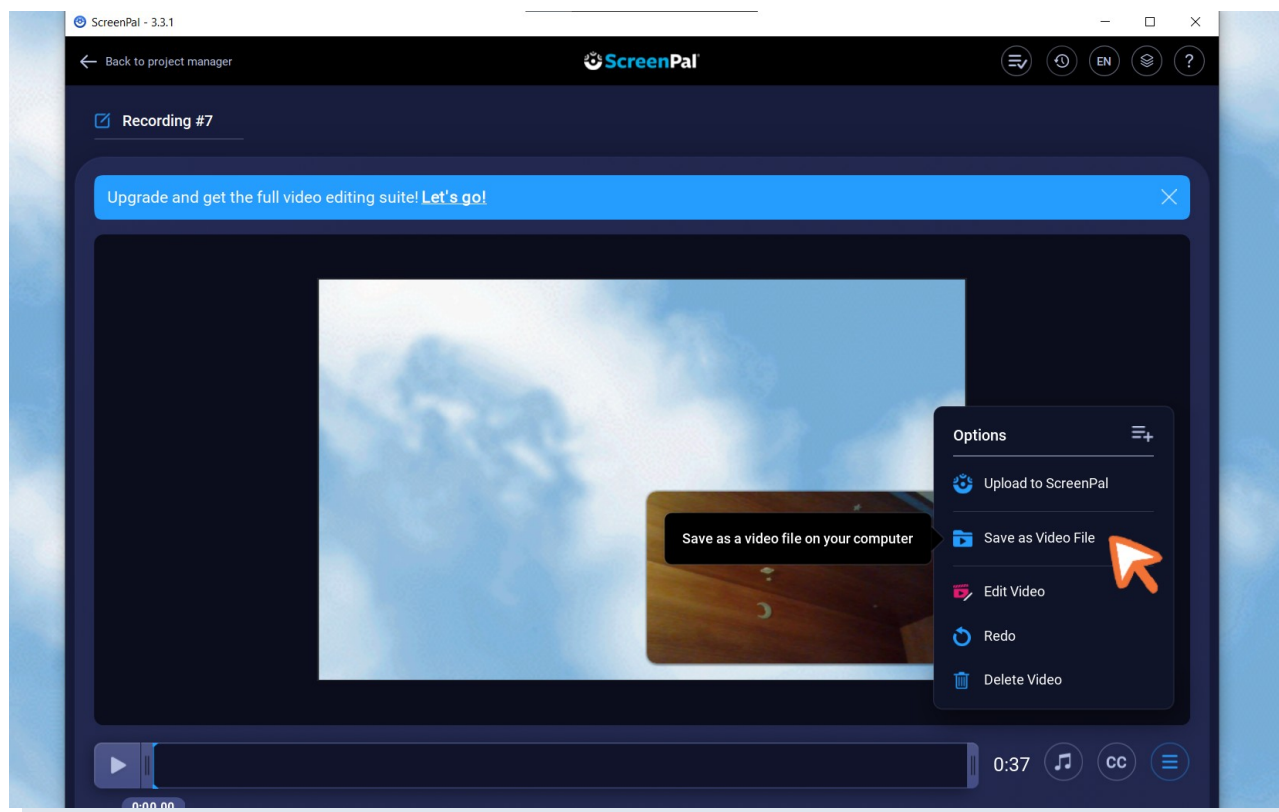 ScreenPal - 3.3.1
Back to project manager
ScreenPal
EN
?
Recording #7
Upgrade and get the full video editing suite! Let's go!
Options
Upload to ScreenPal
Save as a video file on your computer
Save as Video File
Edit Video
Redo
Delete Video
0:37
CC
0:00.00